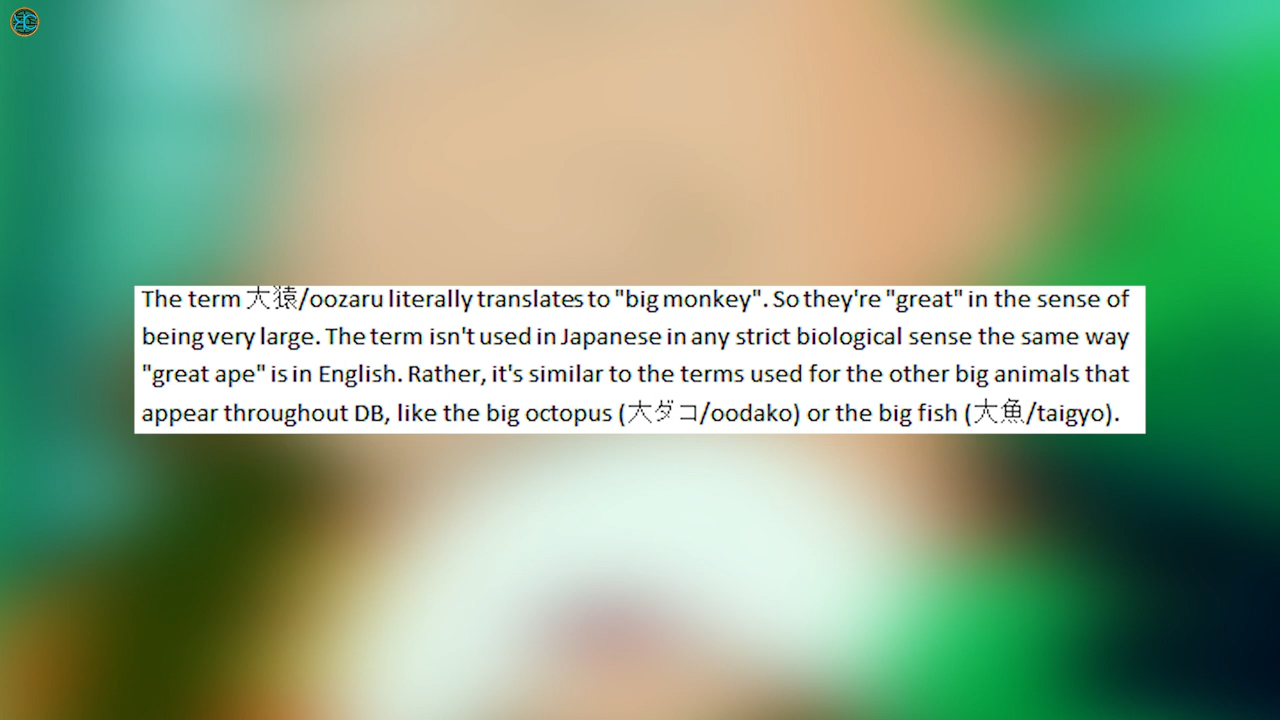 The term 大猿/oozaru literally translates to "big monkey". So they're "great" in the sense of
being very large. The term isn't used in Japanese in any strict biological sense the same way
"great ape" is in English. Rather, it's similar to the terms used for the other big animals that
appear throughout DB, like the big octopus (大ダコ/oodako) or the big fish (大魚/taigyo).